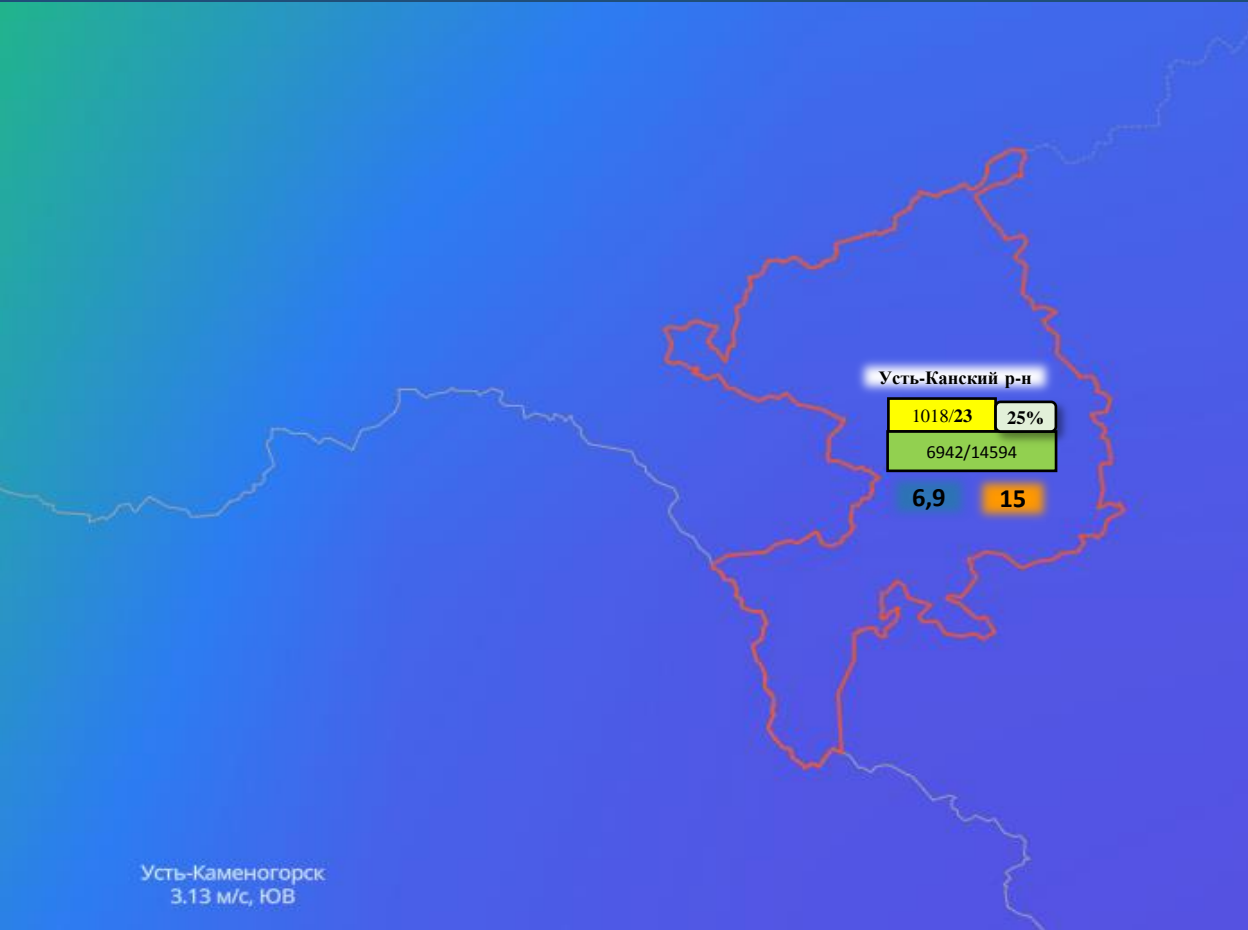 Усть-Канский р-н
1018/23 25%
6942/14594
6,9 15
Усть-Каменогорск
3.13 м/с, ЮВ